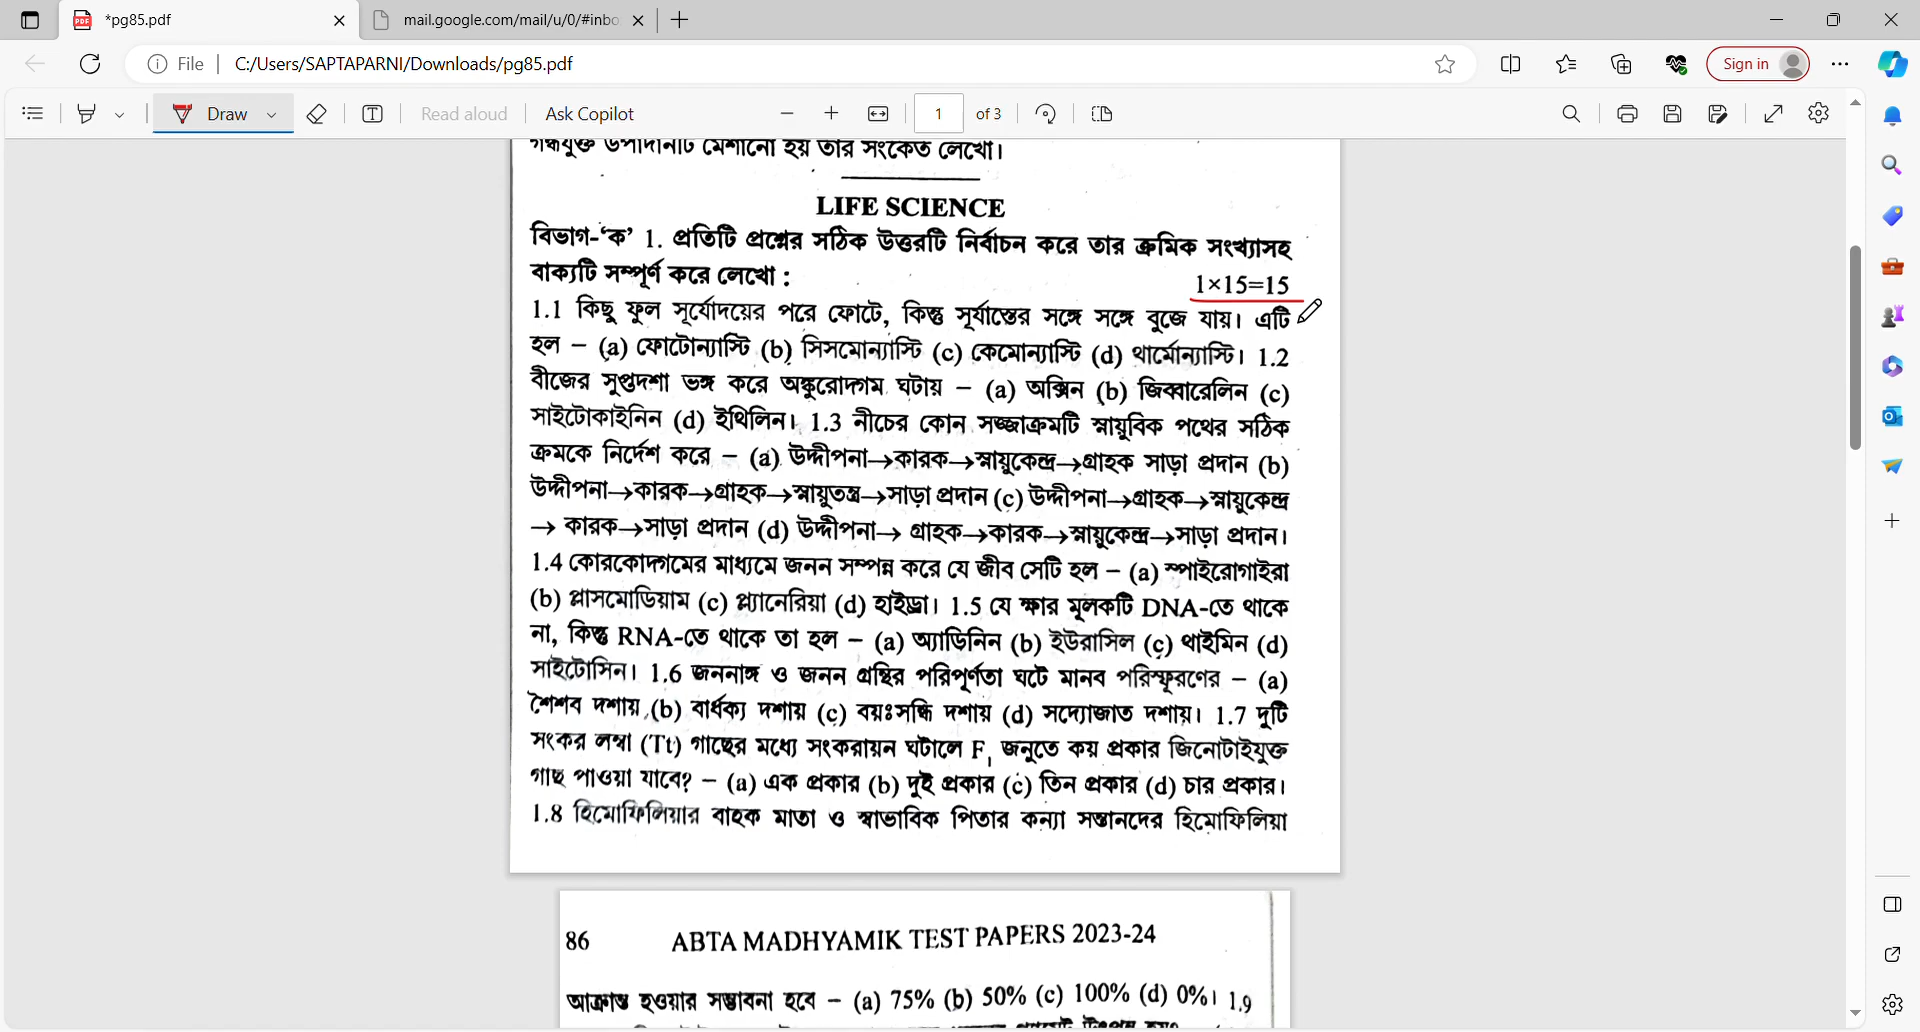 *pg85.pdf
mail.google.com/mail/u/0/#inbo
File
C:/Users/SAPTAPARNI/Downloads/pg85.pdf
Sign in
Draw
Read aloud
Ask Copilot
1 of 3
গন্ধযুক্ত উপাদানটি মেশানো হয় তার সংকেত লেখো।
LIFE SCIENCE
বিভাগ-‘ক’ 1. প্রতিটি প্রশ্নের সঠিক উত্তরটি নির্বাচন করে তার ক্রমিক সংখ্যাসহ
বাক্যটি সম্পূর্ণ করে লেখো :
1×15=15
1.1 কিছু ফুল সূর্যোদয়ের পরে ফোটে, কিন্তু সূর্যাস্তের সঙ্গে সঙ্গে বুজে যায়। এটি
হল – (a) ফোটোন্যাস্টি (b) সিসমোন্যাস্টি (c) কেমোন্যাস্টি (d) থার্মোন্যাস্টি। 1.2
বীজের সুপ্তদশা ভঙ্গ করে অঙ্কুরোদ্গম ঘটায় – (a) অক্সিন (b) জিব্বারেলিন (c)
সাইটোকাইনিন (d) ইথিলিন। 1.3 নীচের কোন সজ্জাক্রমটি স্নায়ুবিক পথের সঠিক
ক্রমকে নির্দেশ করে – (a) উদ্দীপনা→কারক→স্নায়ুকেন্দ্র→গ্রাহক সাড়া প্রদান (b)
উদ্দীপনা→কারক→গ্রাহক→স্নায়ুতন্ত্র→সাড়া প্রদান (c) উদ্দীপনা→গ্রাহক→স্নায়ুকেন্দ্র
→ কারক→সাড়া প্রদান (d) উদ্দীপনা→ গ্রাহক→কারক→স্নায়ুকেন্দ্র→সাড়া প্রদান।
1.4 কোরকোদ্গমের মাধ্যমে জনন সম্পন্ন করে যে জীব সেটি হল – (a) স্পাইরোগাইরা
(b) প্লাসমোডিয়াম (c) প্ল্যানেরিয়া (d) হাইড্রা। 1.5 যে ক্ষার মূলকটি DNA-তে থাকে
না, কিন্তু RNA-তে থাকে তা হল – (a) অ্যাডিনিন (b) ইউরাসিল (c) থাইমিন (d)
সাইটোসিন। 1.6 জননাঙ্গ ও জনন গ্রন্থির পরিপূর্ণতা ঘটে মানব পরিস্ফূরণের – (a)
শৈশব দশায় (b) বার্ধক্য দশায় (c) বয়ঃসন্ধি দশায় (d) সদ্যোজাত দশায়। 1.7 দুটি
সংকর লম্বা (Tt) গাছের মধ্যে সংকরায়ন ঘটালে F₁ জনুতে কয় প্রকার জিনোটাইযুক্ত
গাছ পাওয়া যাবে? – (a) এক প্রকার (b) দুই প্রকার (c) তিন প্রকার (d) চার প্রকার।
1.8 হিমোফিলিয়ার বাহক মাতা ও স্বাভাবিক পিতার কন্যা সন্তানদের হিমোফিলিয়া
86 ABTA MADHYAMIK TEST PAPERS 2023-24
আক্রান্ত হওয়ার সম্ভাবনা হবে – (a) 75% (b) 50% (c) 100% (d) 0%। 1.9